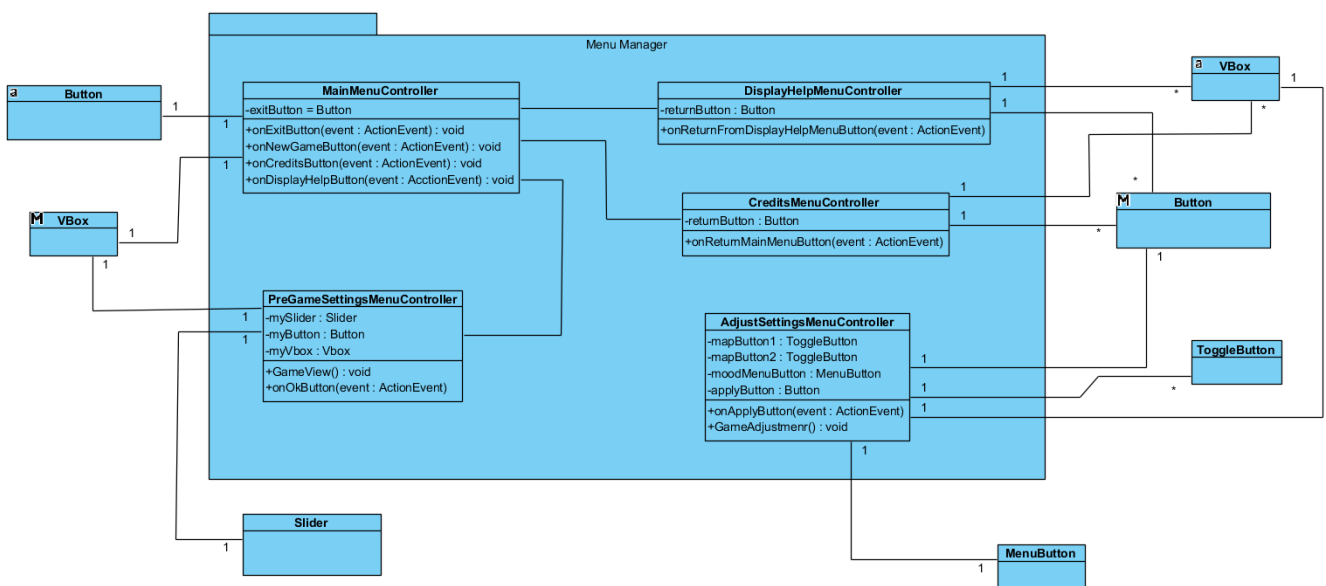 Menu Manager
a
Button
1
1
MainMenuController
-exitButton = Button
+onExitButton(event : ActionEvent) : void
+onNewGameButton(event : ActionEvent) : void
+onCreditsButton(event : ActionEvent) : void
+onDisplayHelpButton(event : AcctionEvent) : void
1
DisplayHelpMenuController
-returnButton : Button
+onReturnFromDisplayHelpMenuButton(event : ActionEvent)
1
1
*
a
VBox
1
*
M
VBox
1
1
CreditsMenuController
-returnButton : Button
+onReturnMainMenuButton(event : ActionEvent)
1
1
*
*
M
Button
1
PreGameSettingsMenuController
-mySlider : Slider
-myButton : Button
-myVbox : Vbox
+GameView() : void
+onOkButton(event : ActionEvent)
1
1
AdjustSettingsMenuController
-mapButton1 : ToggleButton
-mapButton2 : ToggleButton
-moodMenuButton : MenuButton
-applyButton : Button
+onApplyButton(event : ActionEvent)
+GameAdjustmenr() : void
1
1
1
1
ToggleButton
*
Slider
1
MenuButton
1